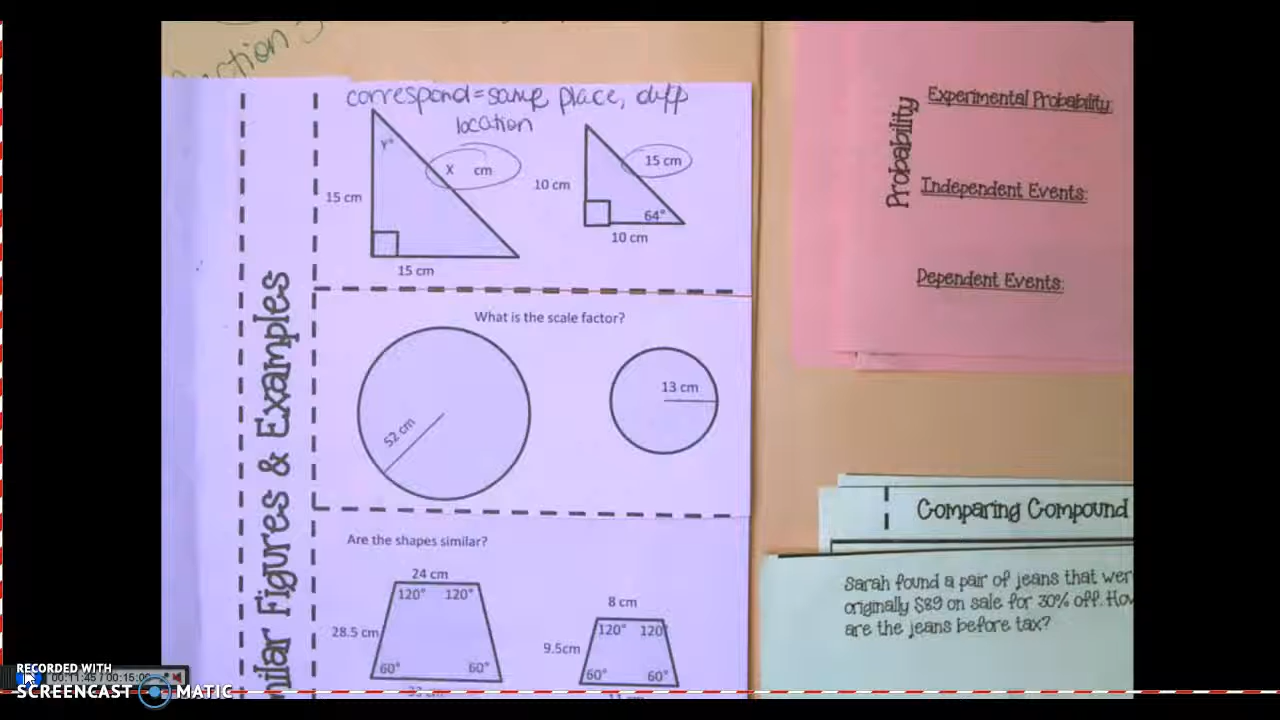 correspond=same place, diff
location
y°
x cm
15 cm
15 cm
15 cm
10 cm
64°
10 cm
What is the scale factor?
52 cm
13 cm
Are the shapes similar?
24 cm
120° 120°
28.5 cm
60° 60°
8 cm
120° 120
9.5cm
60° 60°
11 cm
Figures & Examples
Probability
Experimental Probability:
Independent Events:
Dependent Events:
Comparing Compound
Sarah found a pair of jeans that wer
originally $89 on sale for 30% off. How
are the jeans before tax?
RECORDED WITH
SCREENCAST MATIC